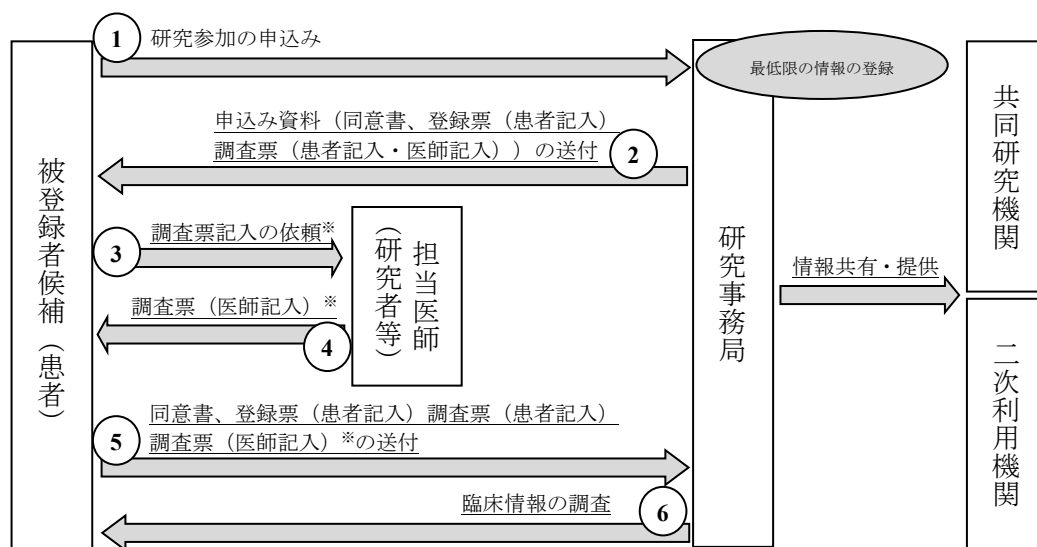 1
研究参加の申込み
最低限の情報の登録
申込み資料（同意書、登録票（患者記入）
調査票（患者記入・医師記入））の送付
2
被登録者候補（患者）
3
調査票記入の依頼※
担当医師
（研究者等）
調査票（医師記入）※
4
研究事務局
情報共有・提供
共同研究機関
二次利用機関
5
同意書、登録票（患者記入）調査票（患者記入）
調査票（医師記入）※の送付
臨床情報の調査
6